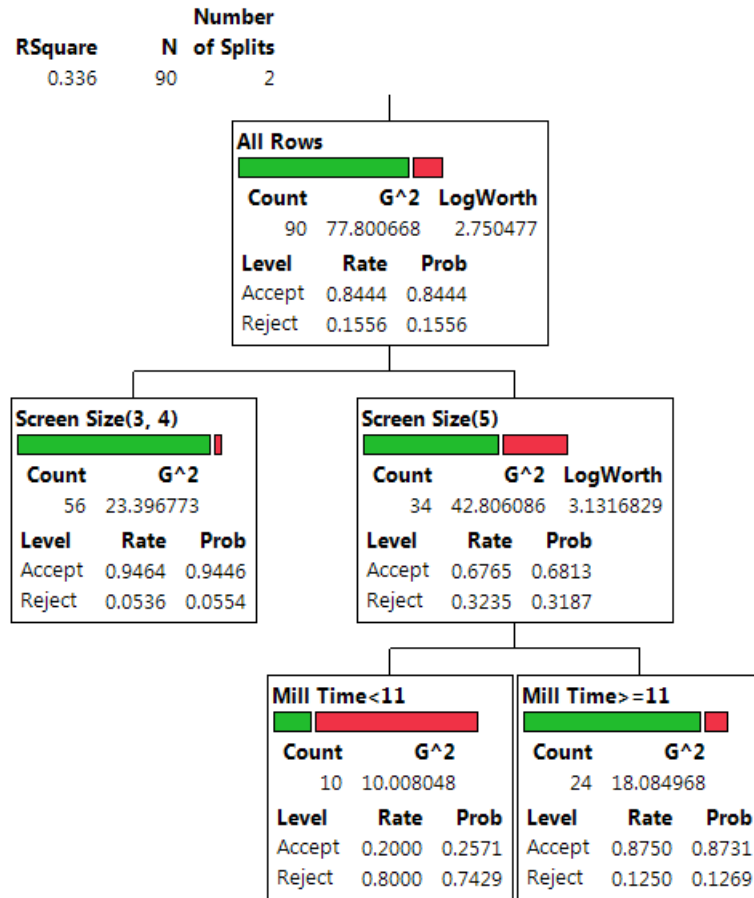 Number
RSquare N of Splits
0.336 90 2
All Rows
Count G^2 LogWorth
90 77.800668 2.750477
Level Rate Prob
Accept 0.8444 0.8444
Reject 0.1556 0.1556
Screen Size(3, 4)
Count G^2
56 23.396773
Level Rate Prob
Accept 0.9464 0.9446
Reject 0.0536 0.0554
Screen Size(5)
Count G^2 LogWorth
34 42.806086 3.1316829
Level Rate Prob
Accept 0.6765 0.6813
Reject 0.3235 0.3187
Mill Time<11
Count G^2
10 10.008048
Level Rate Prob
Accept 0.2000 0.2571
Reject 0.8000 0.7429
Mill Time>=11
Count G^2
24 18.084968
Level Rate Prob
Accept 0.8750 0.8731
Reject 0.1250 0.1269